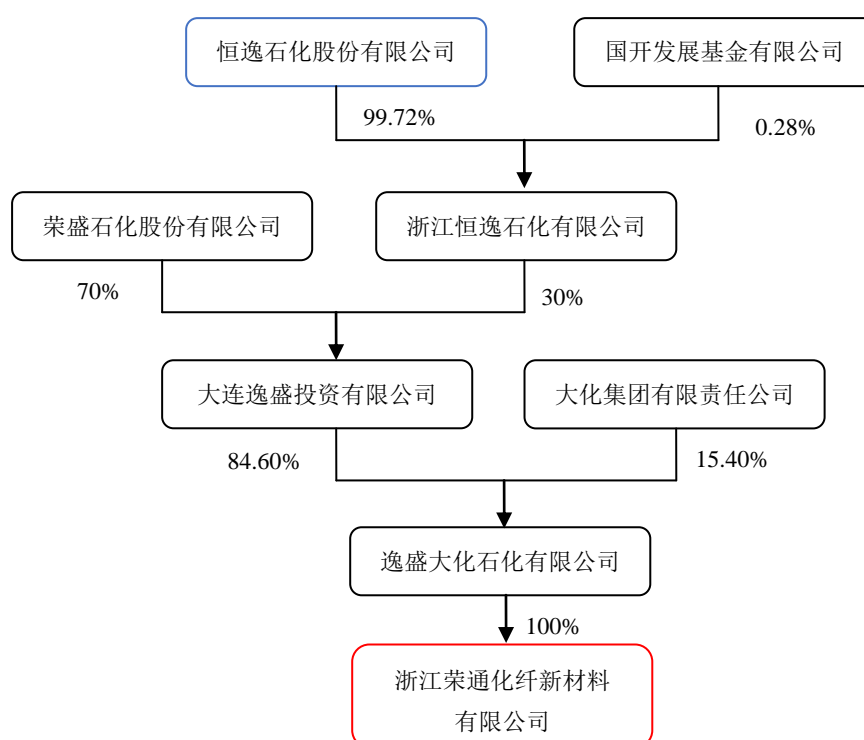 恒逸石化股份有限公司
国开发展基金有限公司
99.72%
0.28%
荣盛石化股份有限公司
浙江恒逸石化有限公司
70%
30%
大连逸盛投资有限公司
大化集团有限责任公司
84.60%
15.40%
逸盛大化石化有限公司
100%
浙江荣通化纤新材料
有限公司